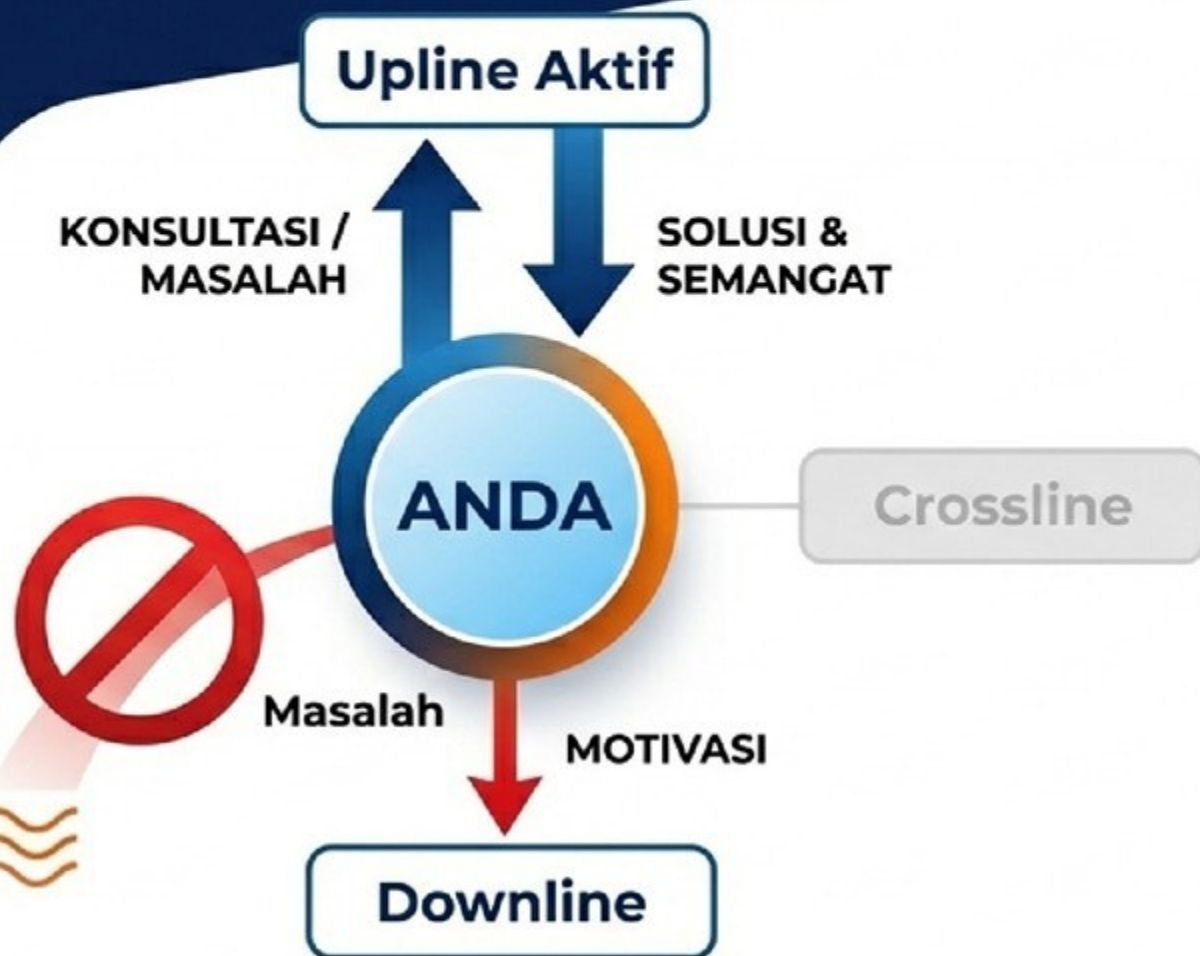 Upline Aktif
KONSULTASI /
MASALAH
SOLUSI &
SEMANGAT
ANDA
Crossline
Masalah
MOTIVASI
Downline